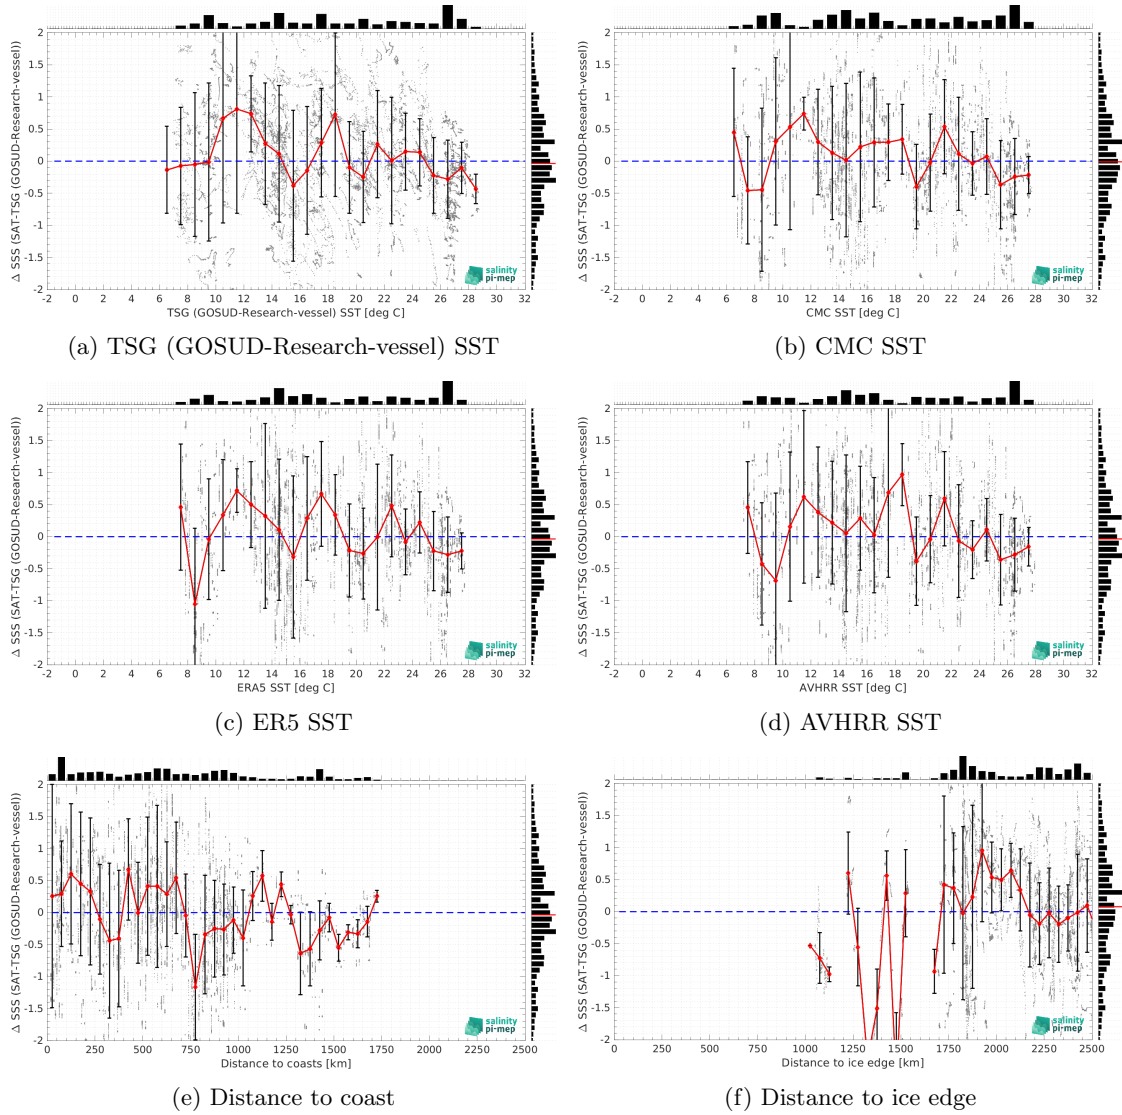 Δ SSS (SAT-TSG (GOSUD-Research-vessel))
2
1.5
1
0.5
0
-0.5
-1
-1.5
-2
salinity
pi-mep
-2 0 2 4 6 8 10 12 14 16 18 20 22 24 26 28 30 32
TSG (GOSUD-Research-vessel) SST [deg C]
(a) TSG (GOSUD-Research-vessel) SST
Δ SSS (SAT-TSG (GOSUD-Research-vessel))
2
1.5
1
0.5
0
-0.5
-1
-1.5
-2
salinity
pi-mep
-2 0 2 4 6 8 10 12 14 16 18 20 22 24 26 28 30 32
CMC SST [deg C]
(b) CMC SST
Δ SSS (SAT-TSG (GOSUD-Research-vessel))
2
1.5
1
0.5
0
-0.5
-1
-1.5
-2
salinity
pi-mep
-2 0 2 4 6 8 10 12 14 16 18 20 22 24 26 28 30 32
ERA5 SST [deg C]
(c) ER5 SST
Δ SSS (SAT-TSG (GOSUD-Research-vessel))
2
1.5
1
0.5
0
-0.5
-1
-1.5
-2
salinity
pi-mep
-2 0 2 4 6 8 10 12 14 16 18 20 22 24 26 28 30 32
AVHRR SST [deg C]
(d) AVHRR SST
Δ SSS (SAT-TSG (GOSUD-Research-vessel))
2
1.5
1
0.5
0
-0.5
-1
-1.5
-2
salinity
pi-mep
0 250 500 750 1000 1250 1500 1750 2000 2250 2500
Distance to coasts [km]
(e) Distance to coast
Δ SSS (SAT-TSG (GOSUD-Research-vessel))
2
1.5
1
0.5
0
-0.5
-1
-1.5
-2
salinity
pi-mep
0 250 500 750 1000 1250 1500 1750 2000 2250 2500
Distance to ice edge [km]
(f) Distance to ice edge